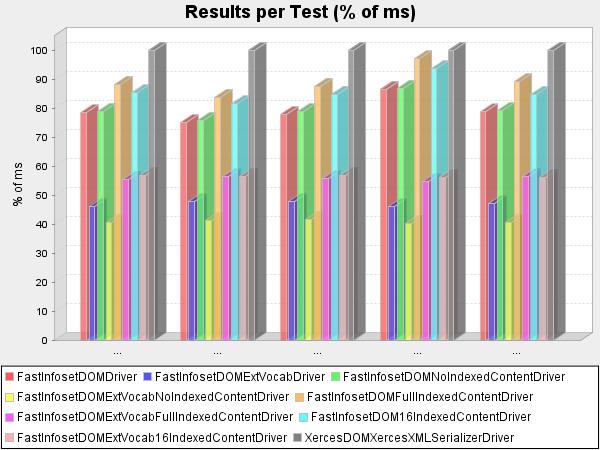 Results per Test (% of ms)
100
90
80
70
60
50
40
30
20
10
0
% of ms
... ... ... ... ...
FastInfosetDOMDriver FastInfosetDOMExtVocabDriver FastInfosetDOMNoIndexedContentDriver
FastInfosetDOMExtVocabNoIndexedContentDriver FastInfosetDOMFullIndexedContentDriver
FastInfosetDOMExtVocabFullIndexedContentDriver FastInfosetDOM16IndexedContentDriver
FastInfosetDOMExtVocab16IndexedContentDriver XercesDOMXercesXMLSerializerDriver